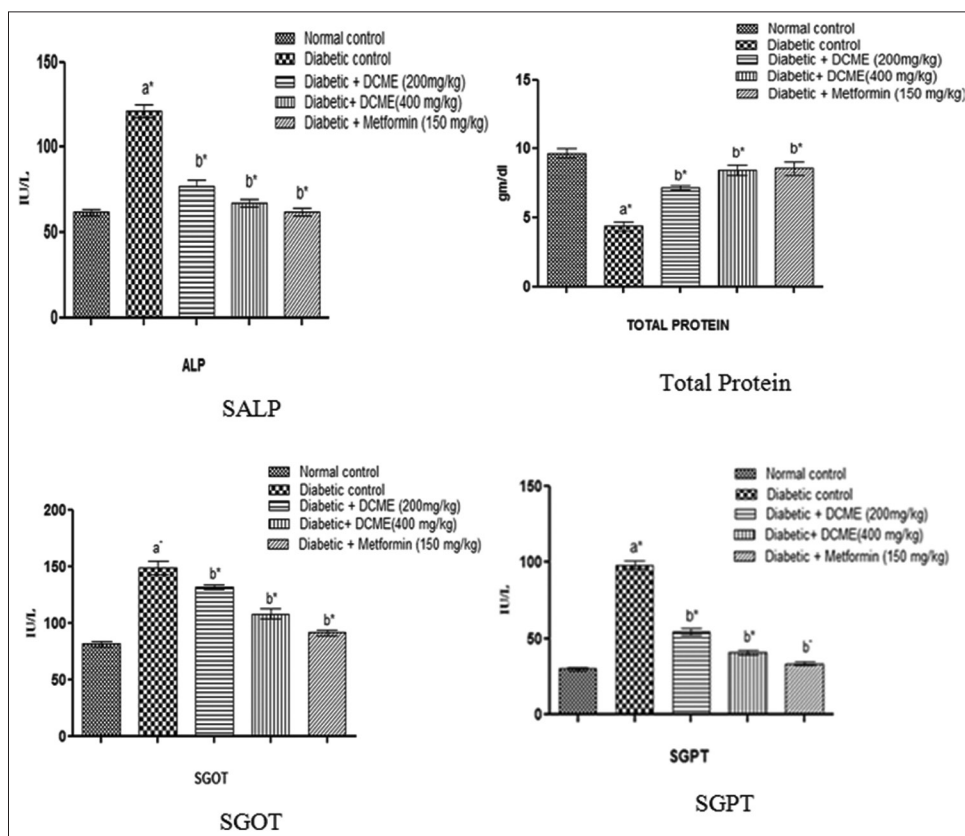 Normal control
Diabetic control
Diabetic + DCME (200mg/kg)
Diabetic+ DCME(400 mg/kg)
Diabetic + Metformin (150 mg/kg)
150
100
50
0
IU/L
a*
b*
b*
b*
ALP
SALP
Normal control
Diabetic control
Diabetic + DCME (200mg/kg)
Diabetic+ DCME(400 mg/kg)
Diabetic + Metformin (150 mg/kg)
15
10
5
0
gm/dl
a*
b*
b*
b*
TOTAL PROTEIN
Total Protein
Normal control
Diabetic control
Diabetic + DCME (200mg/kg)
Diabetic+ DCME(400 mg/kg)
Diabetic + Metformin (150 mg/kg)
200
150
100
50
0
IU/L
a*
b*
b*
b*
SGOT
SGOT
Normal control
Diabetic control
Diabetic + DCME (200mg/kg)
Diabetic+ DCME(400 mg/kg)
Diabetic + Metformin (150 mg/kg)
150
100
50
0
IU/L
a*
b*
b*
b*
SGPT
SGPT